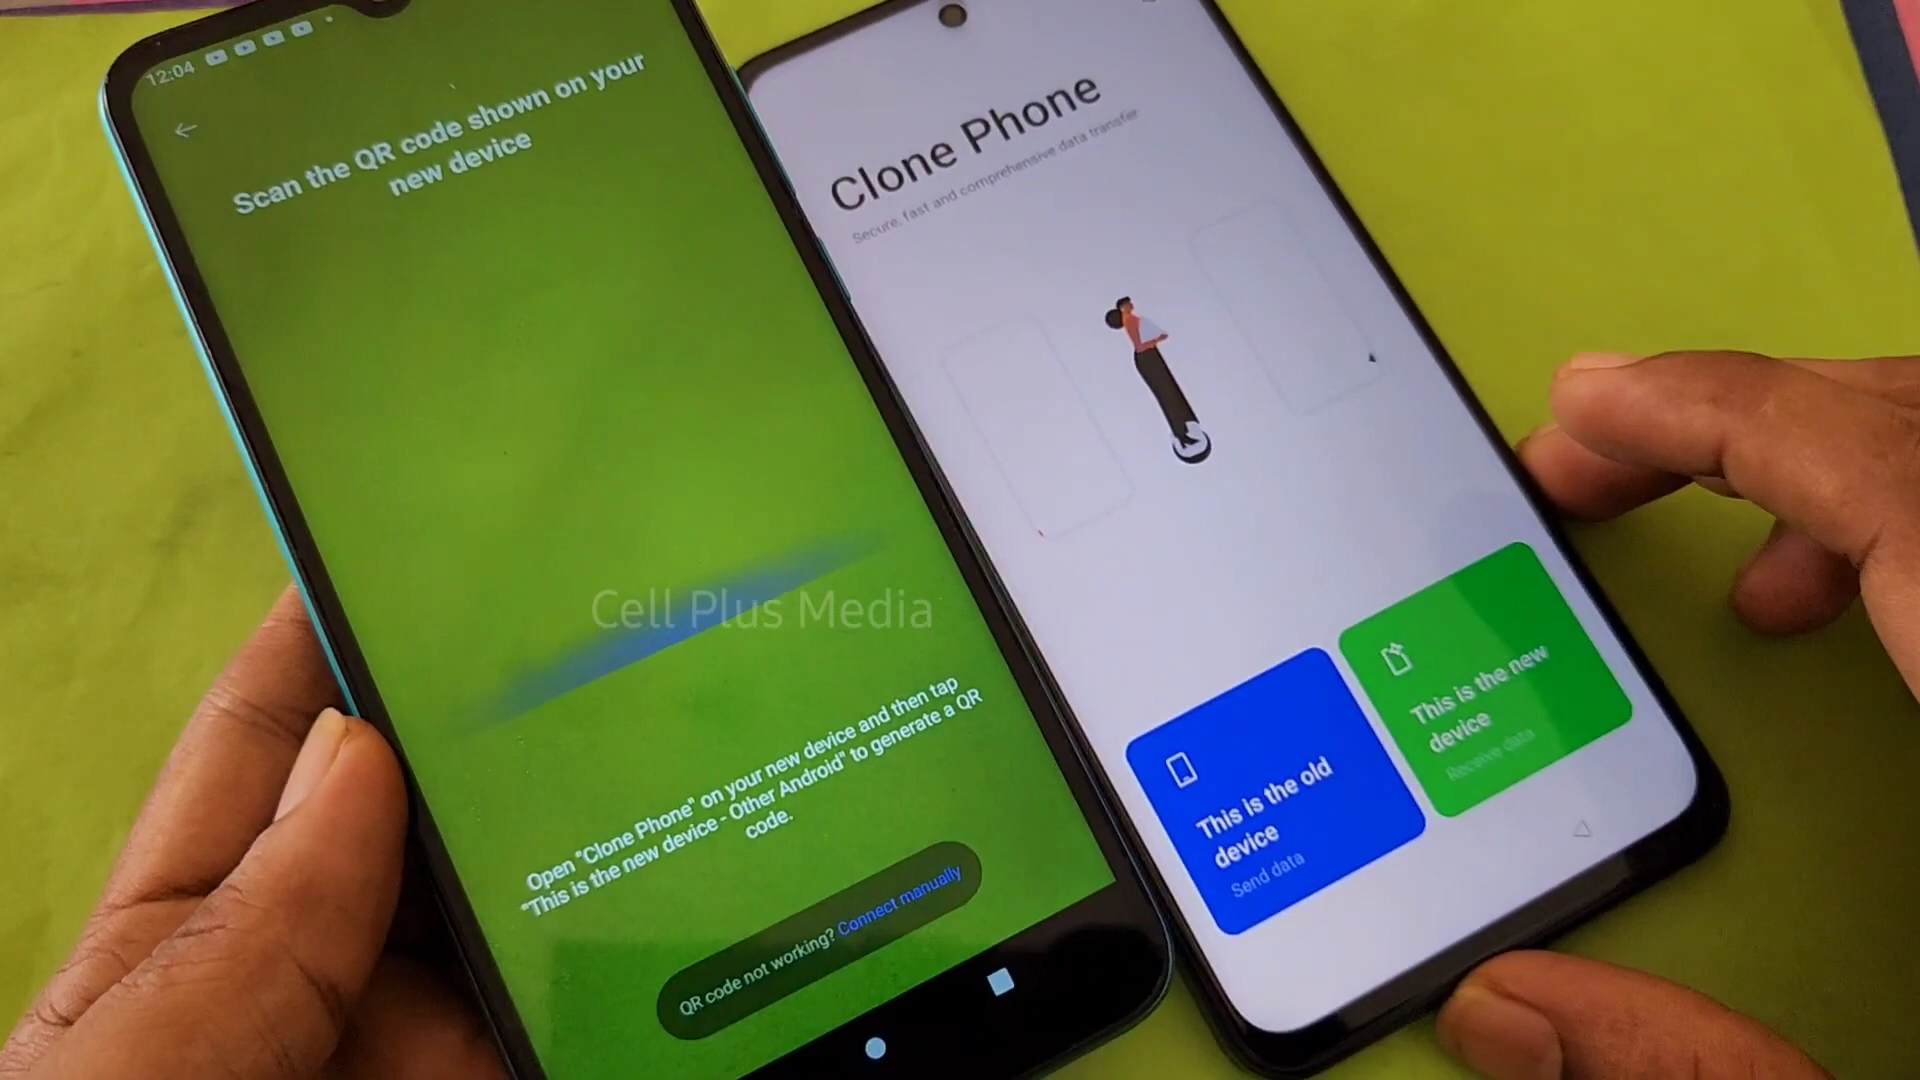 12:04
Scan the QR code shown on your
new device
Open "Clone Phone" on your new device and then tap
"This is the new device - Other Android" to generate a QR
code.
QR code not working? Connect manually
Clone Phone
Secure, fast and comprehensive data transfer
This is the old
device
Send data
This is the new
device
Receive data
Cell Plus Media